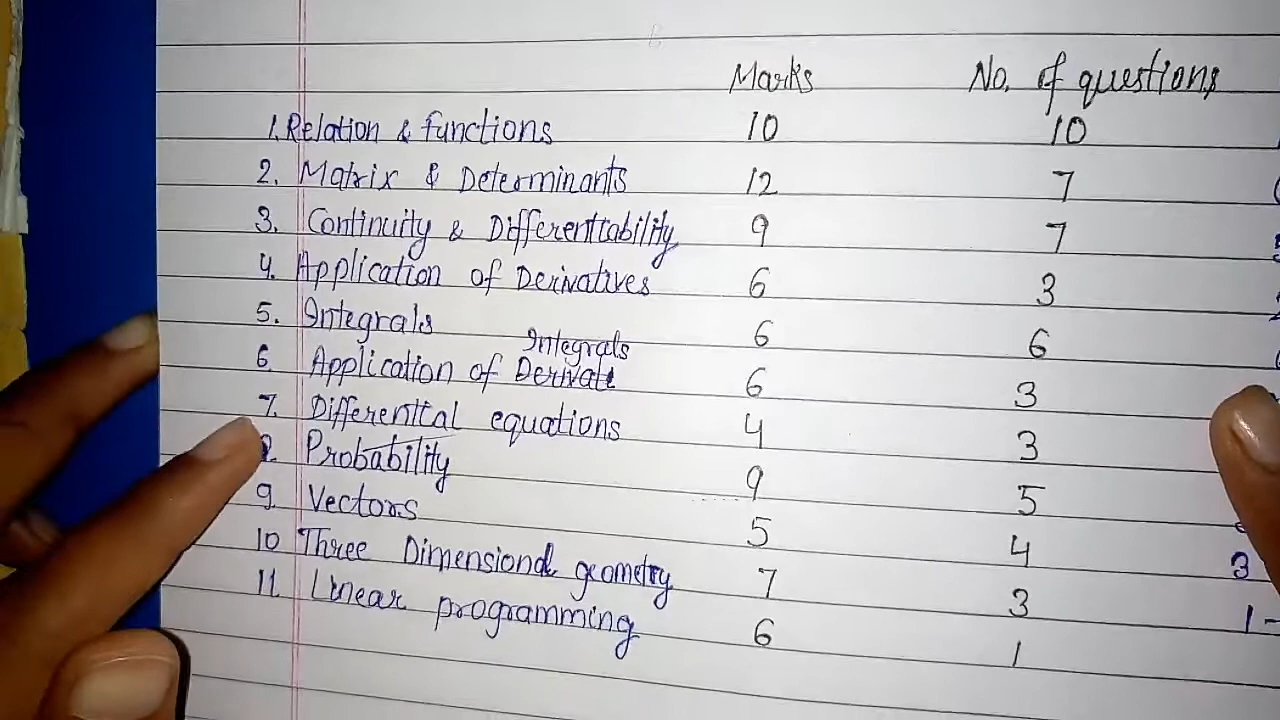 Marks No. of questions
1. Relation & functions 10 10
2. Matrix & Determinants 12 7
3. Continuity & Differentiability 9 7
4. Application of Derivatives 6 3
5. Integrals 6 6
Integrals
6 Application of Derivate 6 3
7. Differential equations 4 3
Probability 9 5
9 Vectors 5 4 3
10 Three Dimensional geometry 7 3 1-
11. Linear programming 6 1